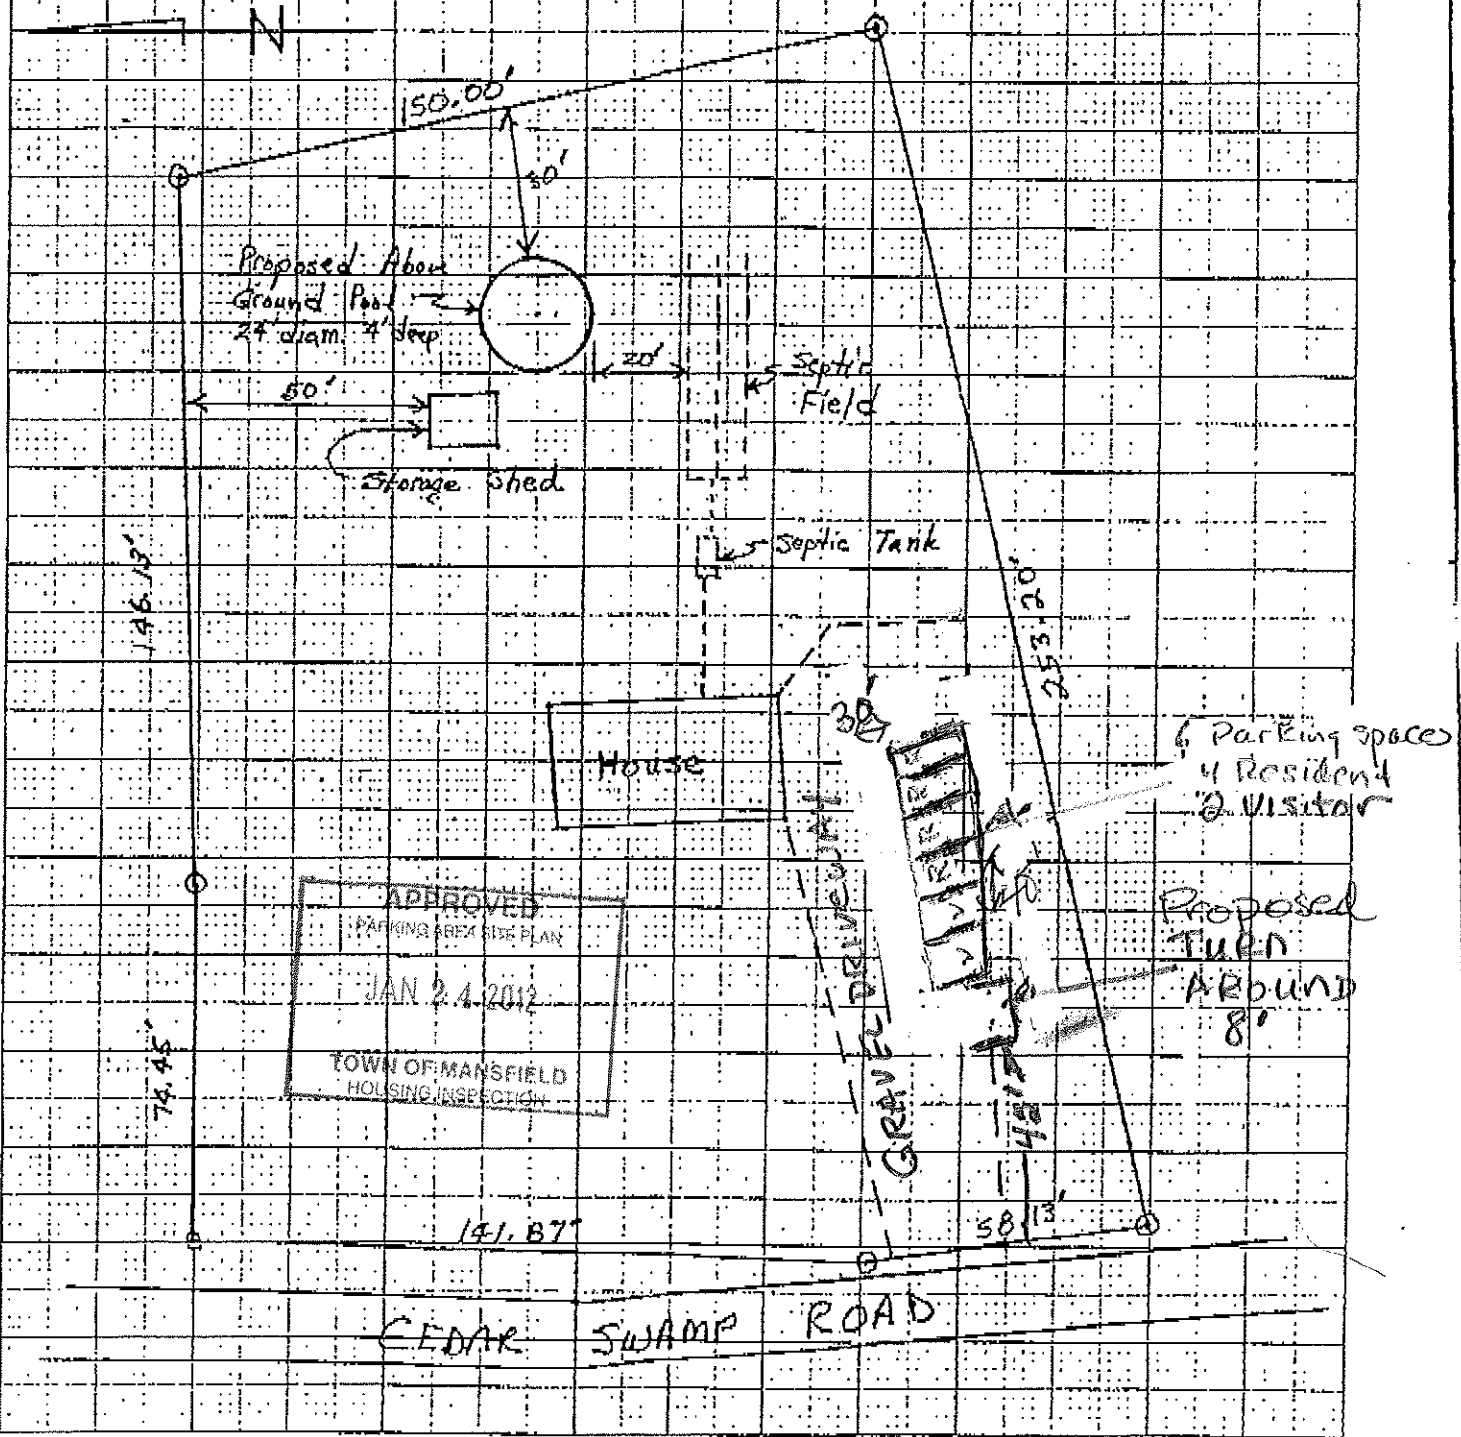 N
150.00'
30'
Proposed Above
Ground Pool
24' diam. 4' deep
20'
Septic
Field
50'
Storage Shed
Septic Tank
146.13'
253.20'
House
6 Parking spaces
4 Resident
2 Visitor
R
R
R
R
V
V
GRAVEL DRIVEWAY
Proposed
TURN
AROUND
8'
APPROVED
PARKING AREA SITE PLAN
JAN 24 2012
TOWN OF MANSFIELD
HOUSING INSPECTION
74.45'
141.87'
58.13'
CEDAR SWAMP ROAD